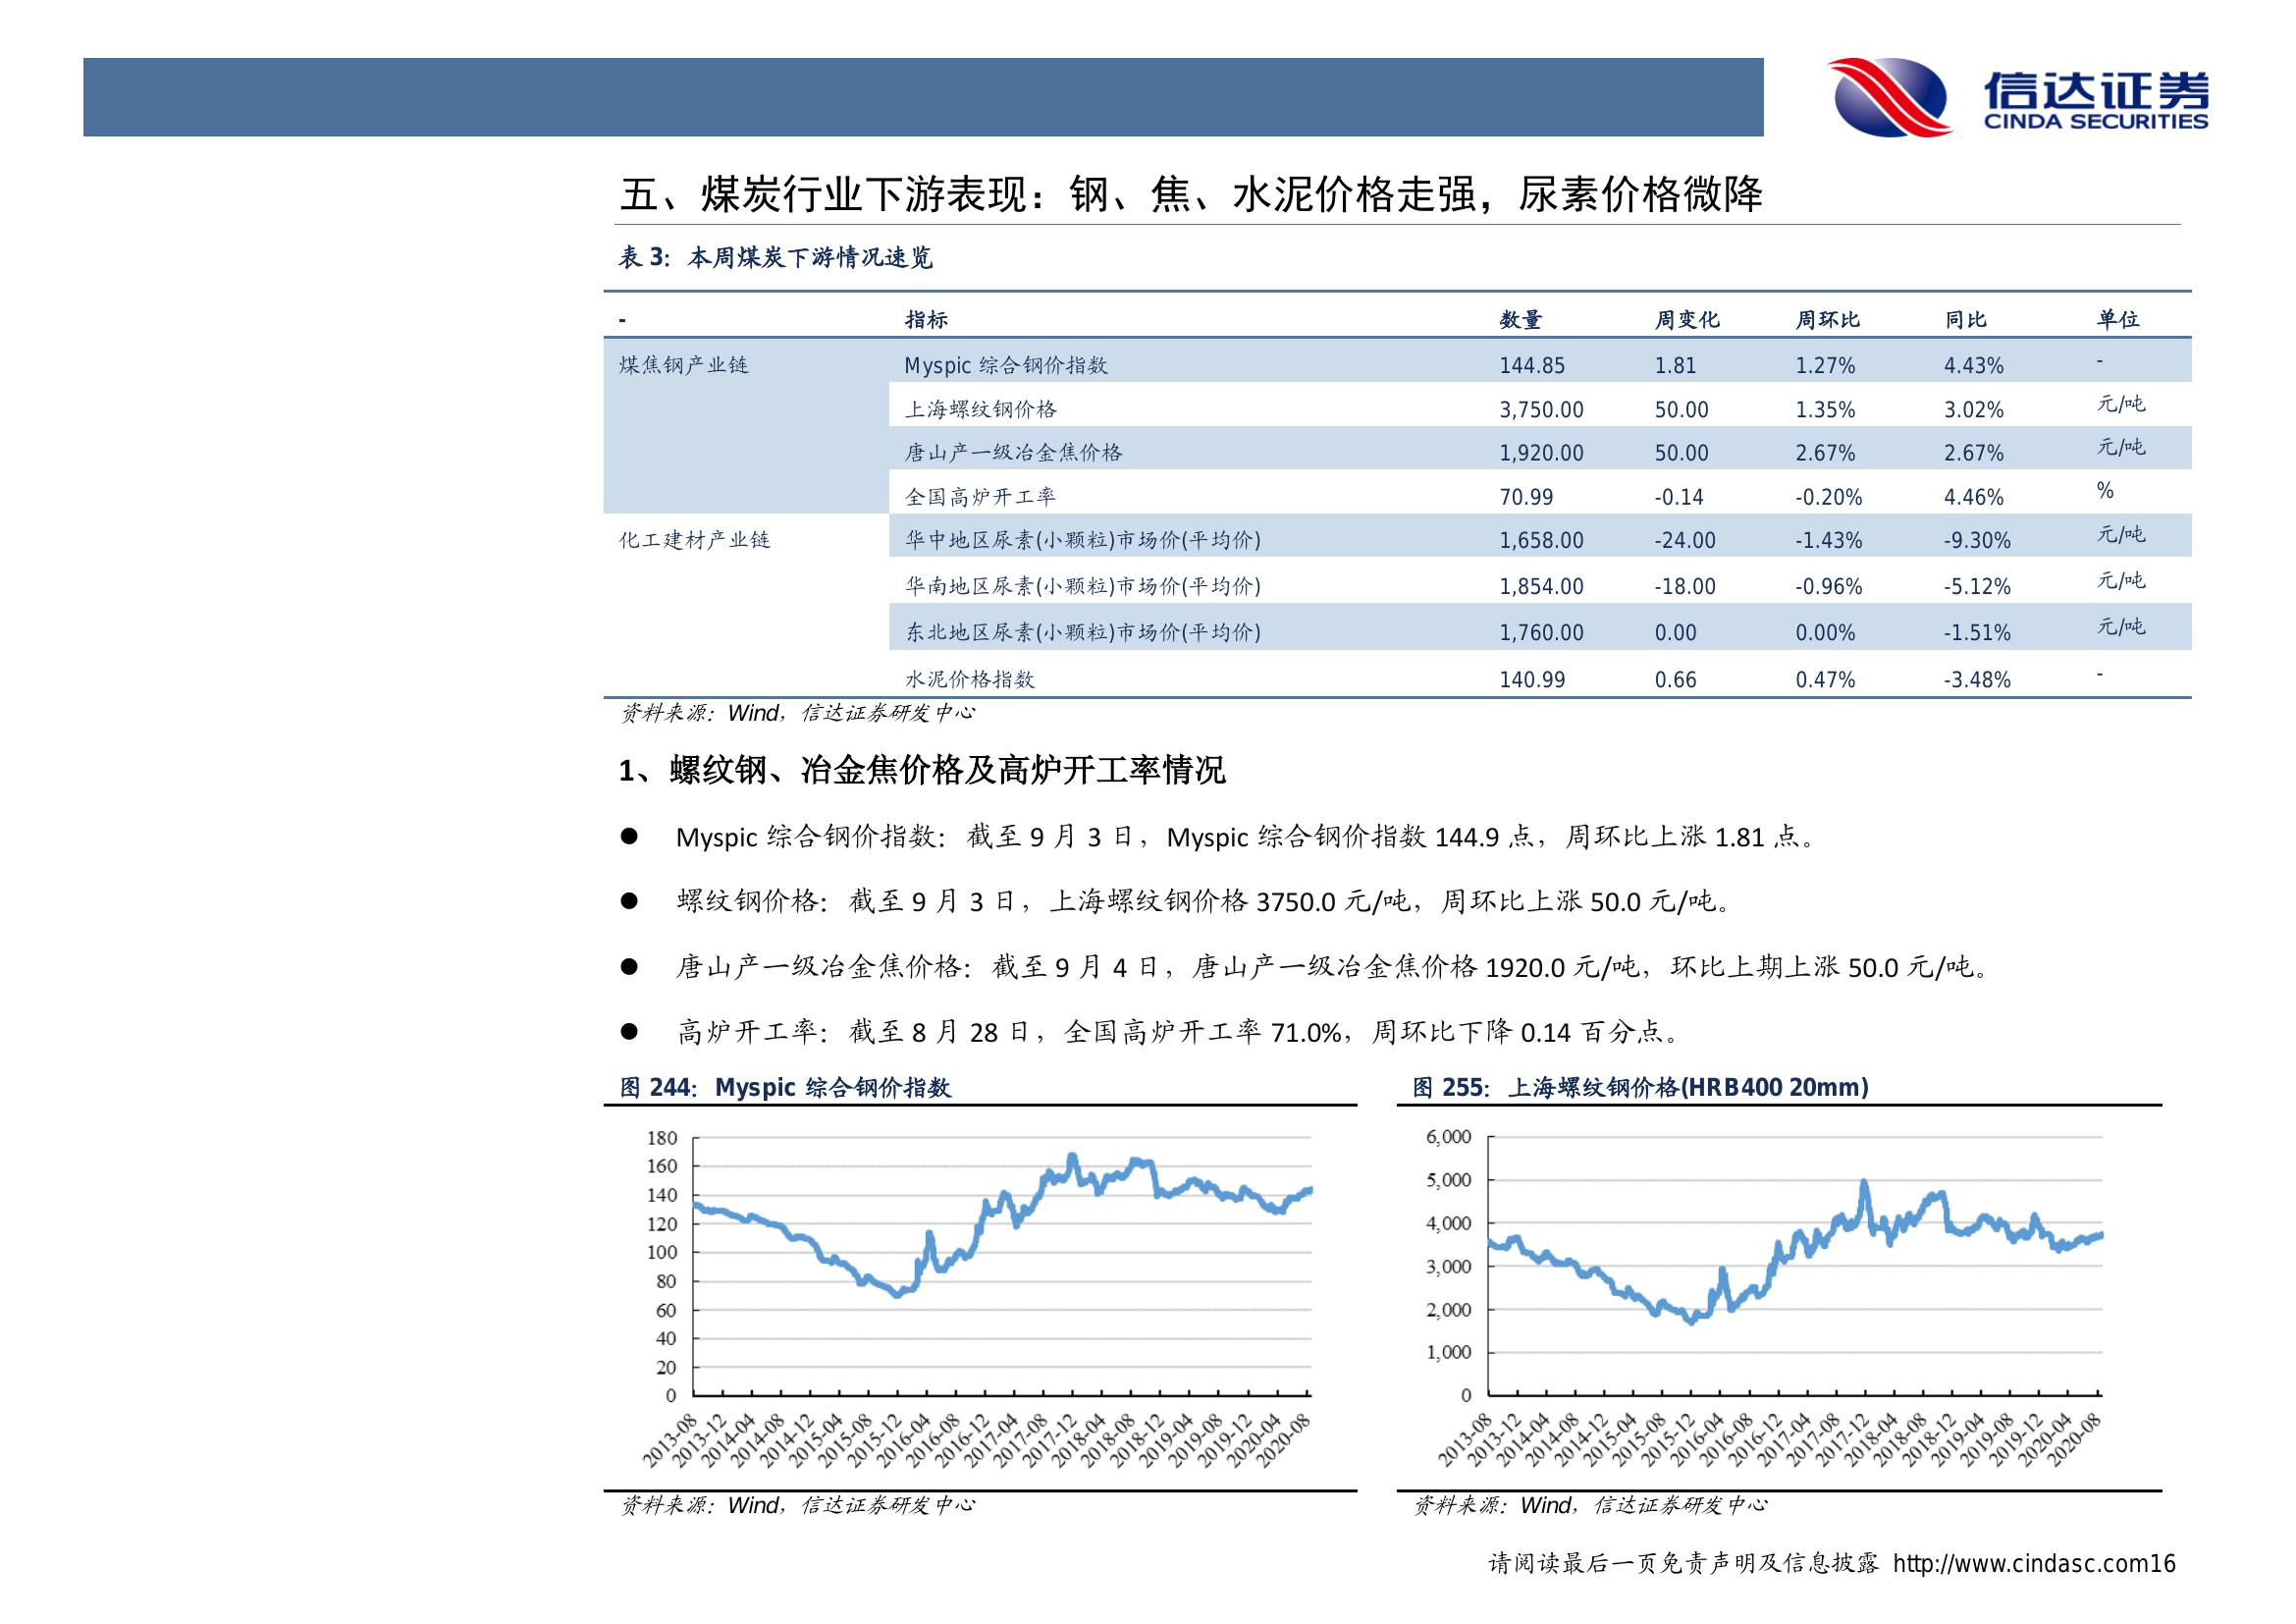 信达证券
CINDA SECURITIES
五、煤炭行业下游表现：钢、焦、水泥价格走强，尿素价格微降
表 3：本周煤炭下游情况速览
- 指标 数量 周变化 周环比 同比 单位
煤焦钢产业链 Myspic 综合钢价指数 144.85 1.81 1.27% 4.43% -
上海螺纹钢价格 3,750.00 50.00 1.35% 3.02% 元/吨
唐山产一级冶金焦价格 1,920.00 50.00 2.67% 2.67% 元/吨
全国高炉开工率 70.99 -0.14 -0.20% 4.46% %
化工建材产业链 华中地区尿素(小颗粒)市场价(平均价) 1,658.00 -24.00 -1.43% -9.30% 元/吨
华南地区尿素(小颗粒)市场价(平均价) 1,854.00 -18.00 -0.96% -5.12% 元/吨
东北地区尿素(小颗粒)市场价(平均价) 1,760.00 0.00 0.00% -1.51% 元/吨
水泥价格指数 140.99 0.66 0.47% -3.48% -
资料来源：Wind，信达证券研发中心
1、螺纹钢、冶金焦价格及高炉开工率情况
● Myspic 综合钢价指数：截至 9 月 3 日，Myspic 综合钢价指数 144.9 点，周环比上涨 1.81 点。
● 螺纹钢价格：截至 9 月 3 日，上海螺纹钢价格 3750.0 元/吨，周环比上涨 50.0 元/吨。
● 唐山产一级冶金焦价格：截至 9 月 4 日，唐山产一级冶金焦价格 1920.0 元/吨，环比上期上涨 50.0 元/吨。
● 高炉开工率：截至 8 月 28 日，全国高炉开工率 71.0%，周环比下降 0.14 百分点。
图 244：Myspic 综合钢价指数
180
160
140
120
100
80
60
40
20
0
2013-08 2013-12 2014-04 2014-08 2014-12 2015-04 2015-08 2015-12 2016-04 2016-08 2016-12 2017-04 2017-08 2017-12 2018-04 2018-08 2018-12 2019-04 2019-08 2019-12 2020-04 2020-08
资料来源：Wind，信达证券研发中心
图 255：上海螺纹钢价格(HRB400 20mm)
6,000
5,000
4,000
3,000
2,000
1,000
0
2013-08 2013-12 2014-04 2014-08 2014-12 2015-04 2015-08 2015-12 2016-04 2016-08 2016-12 2017-04 2017-08 2017-12 2018-04 2018-08 2018-12 2019-04 2019-08 2019-12 2020-04 2020-08
资料来源：Wind，信达证券研发中心
请阅读最后一页免责声明及信息披露 http://www.cindasc.com16